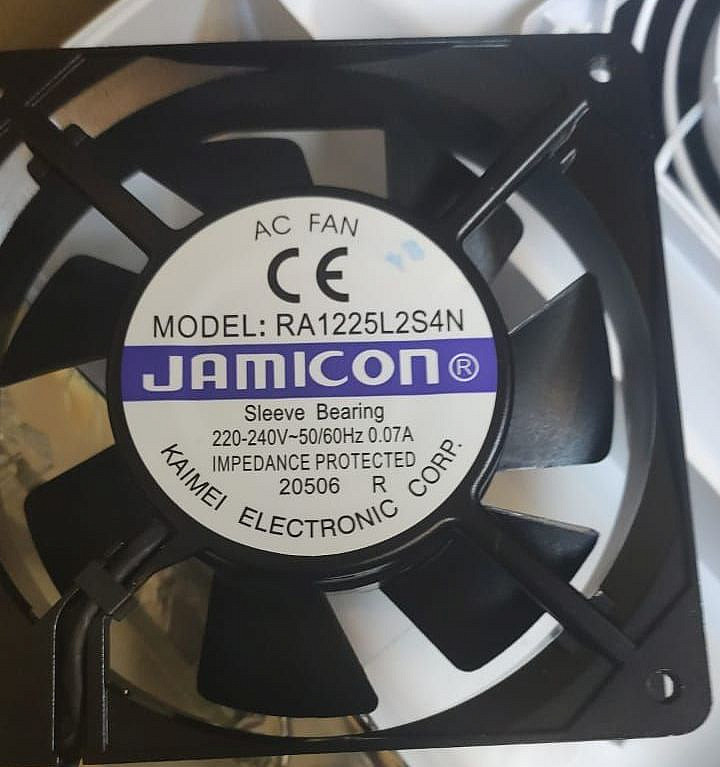 AC FAN
CE
MODEL: RA1225L2S4N
JAMICON®
Sleeve Bearing
220-240V~50/60Hz 0.07A
IMPEDANCE PROTECTED
20506 R
KAIMEI ELECTRONIC CORP.